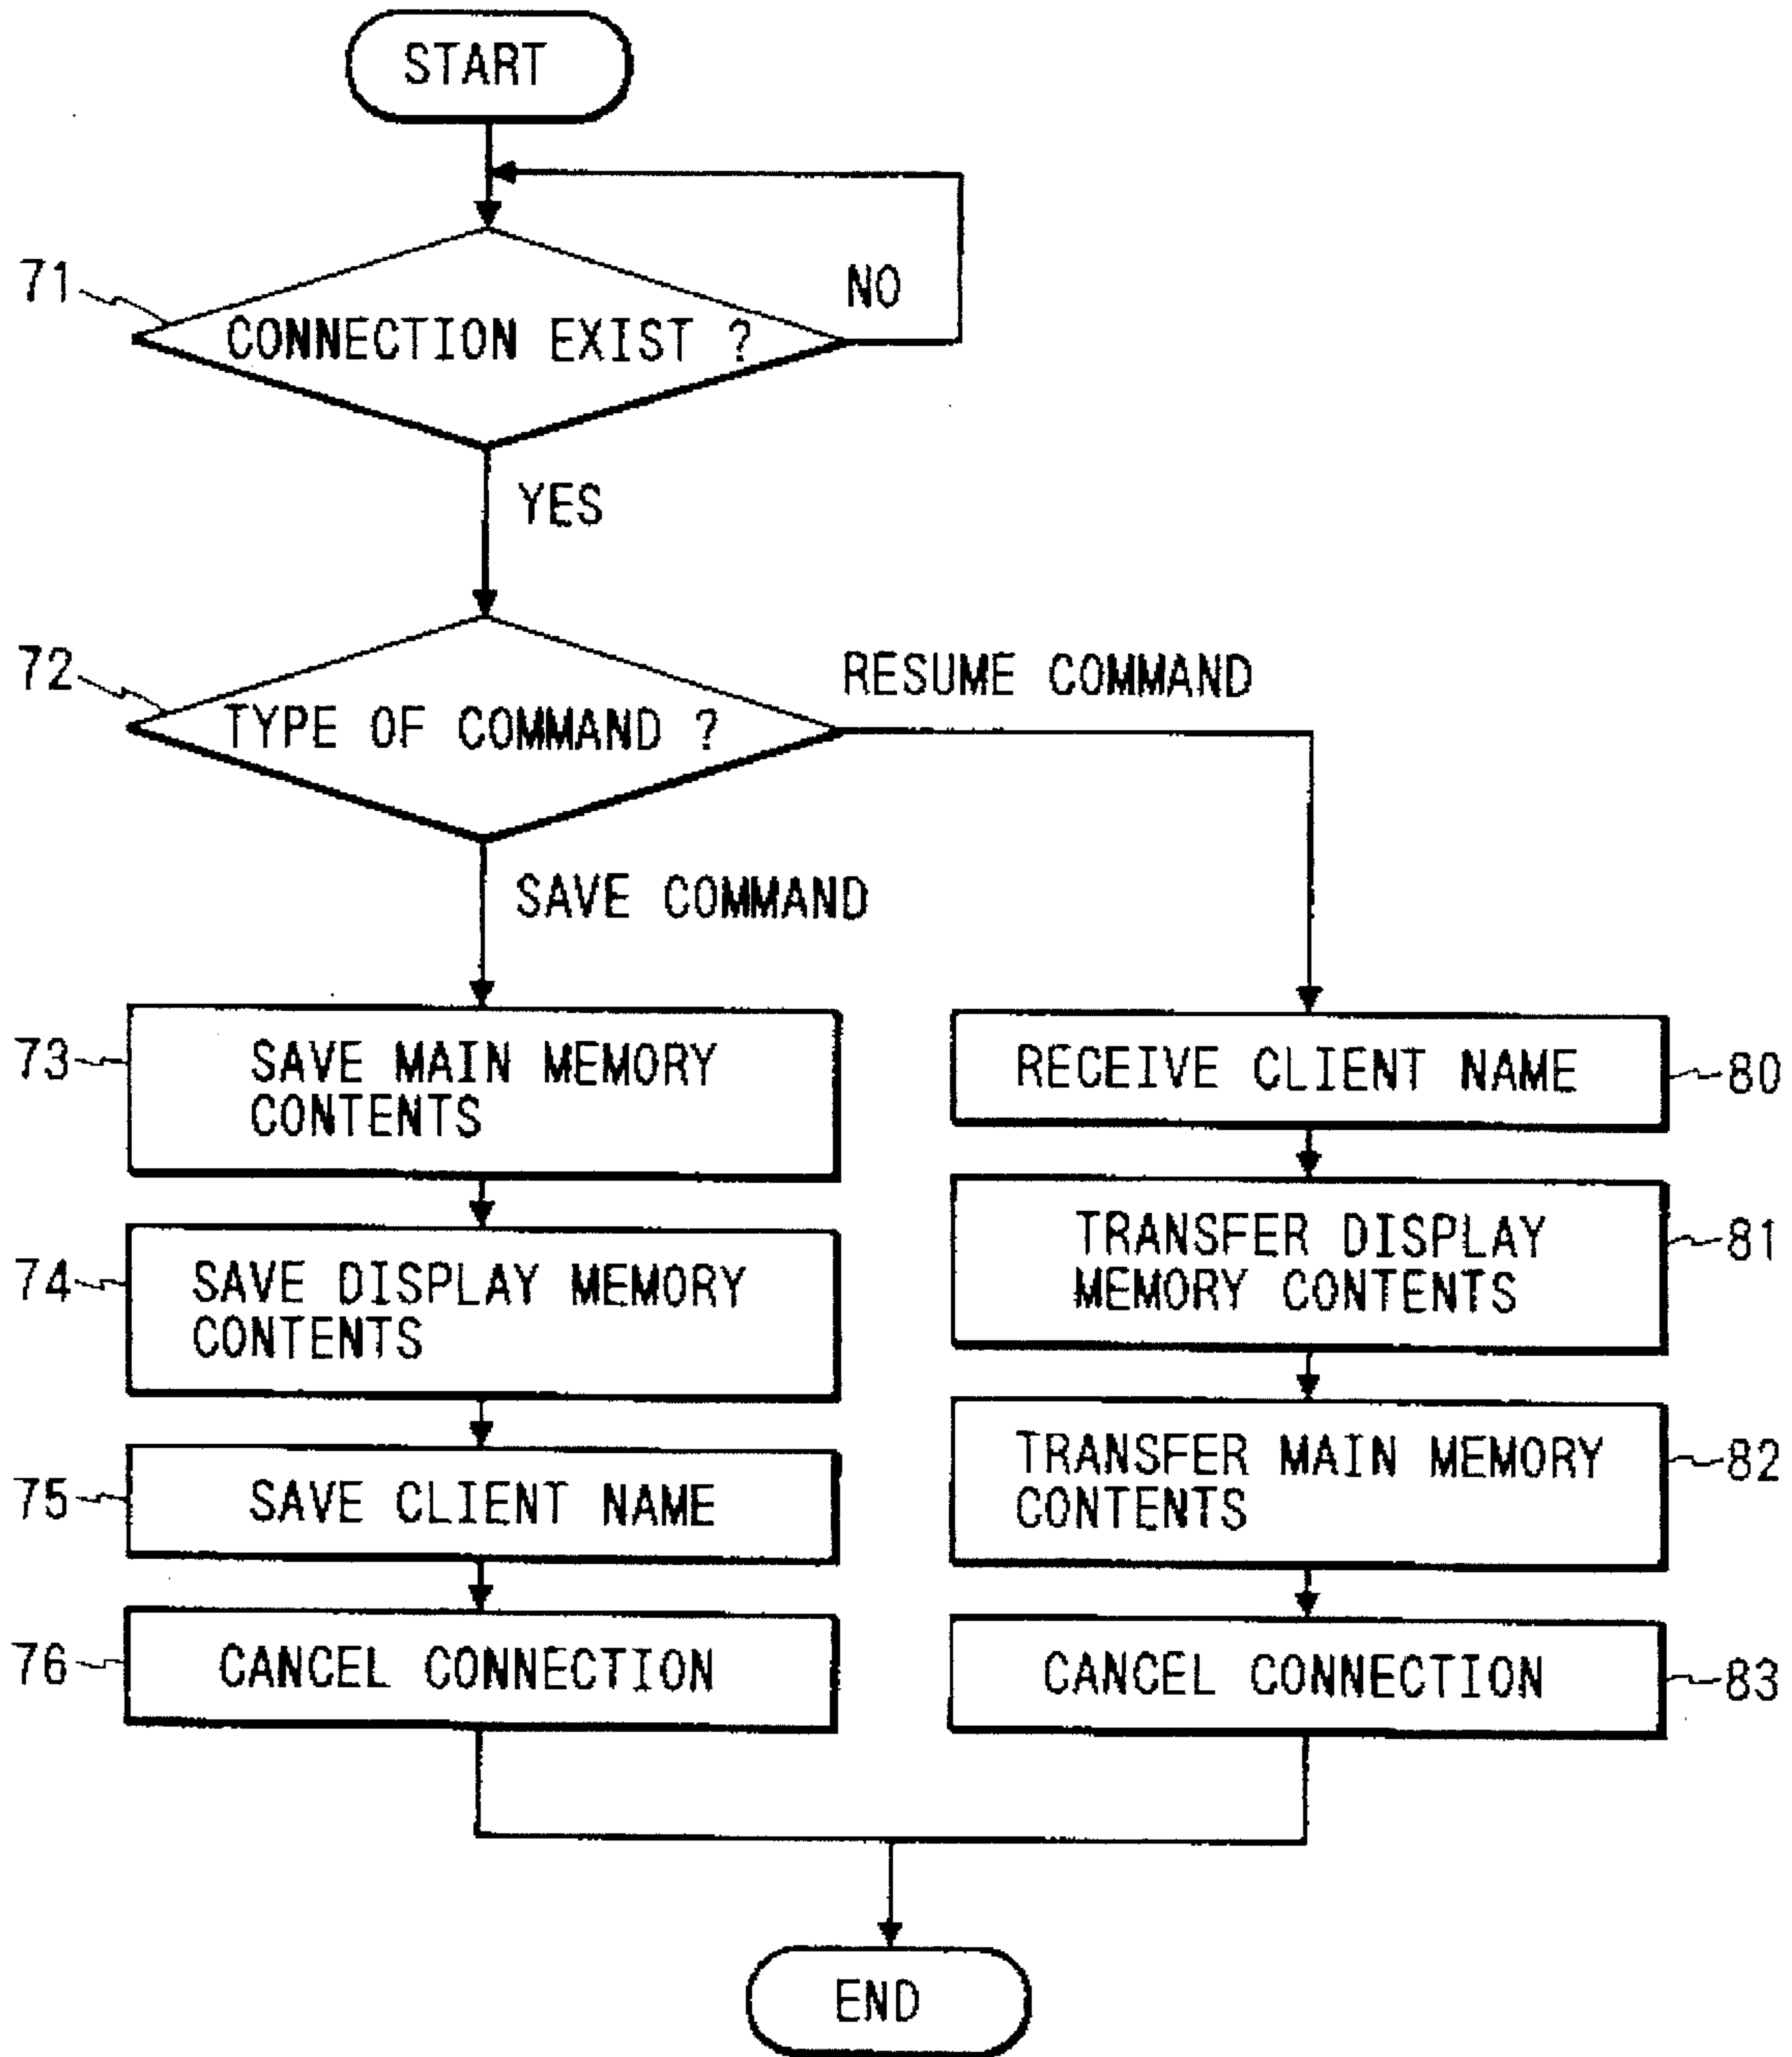 START
71
CONNECTION EXIST ?
NO
YES
72
TYPE OF COMMAND ?
RESUME COMMAND
SAVE COMMAND
73
SAVE MAIN MEMORY
CONTENTS
74
SAVE DISPLAY MEMORY
CONTENTS
75
SAVE CLIENT NAME
76
CANCEL CONNECTION
RECEIVE CLIENT NAME
80
TRANSFER DISPLAY
MEMORY CONTENTS
81
TRANSFER MAIN MEMORY
CONTENTS
82
CANCEL CONNECTION
83
END